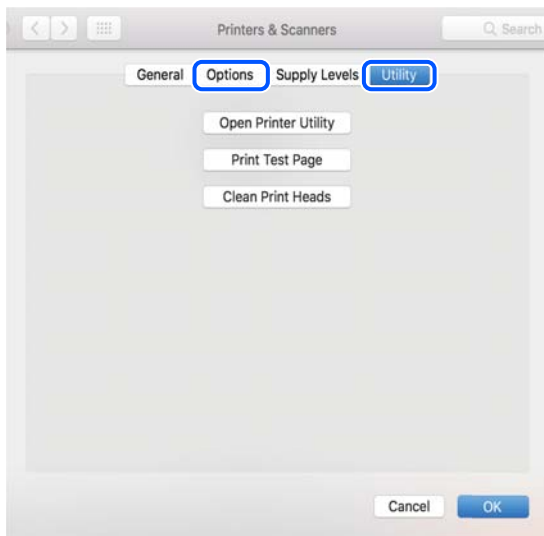 Printers & Scanners
Search
General Options Supply Levels Utility
Open Printer Utility
Print Test Page
Clean Print Heads
Cancel OK